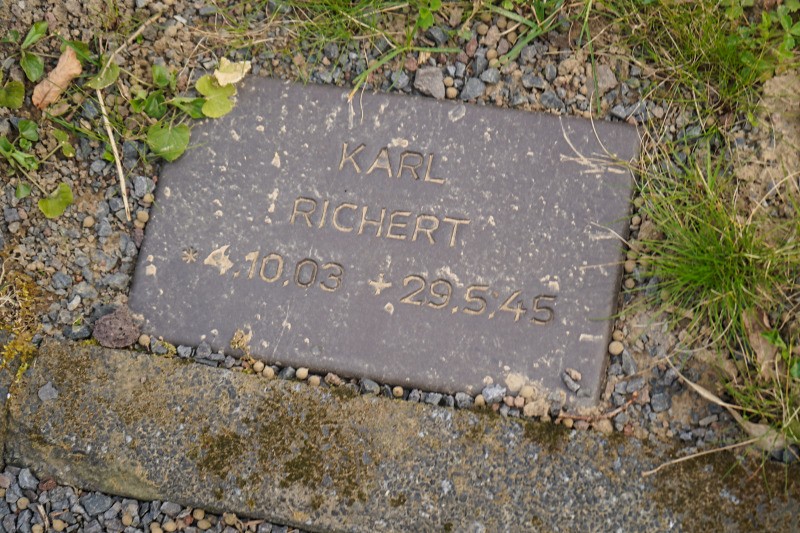 KARL
RICHERT
* 4.10.03 + 29.5.45